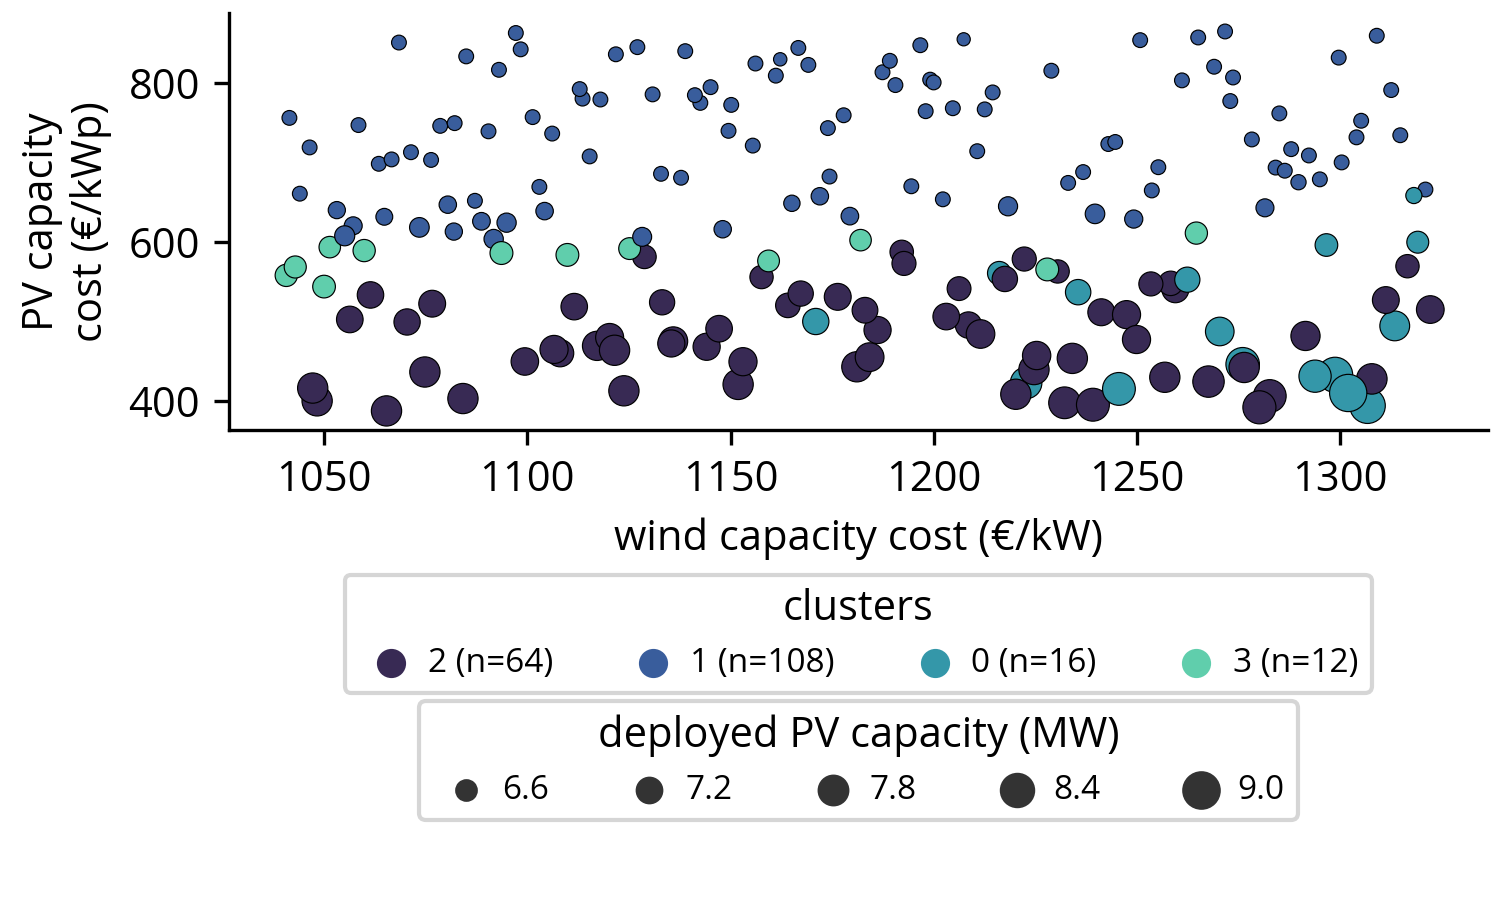 PV capacity
cost (€/kWp)
800
600
400
1050 1100 1150 1200 1250 1300
wind capacity cost (€/kW)
clusters
2 (n=64) 1 (n=108) 0 (n=16) 3 (n=12)
deployed PV capacity (MW)
6.6 7.2 7.8 8.4 9.0